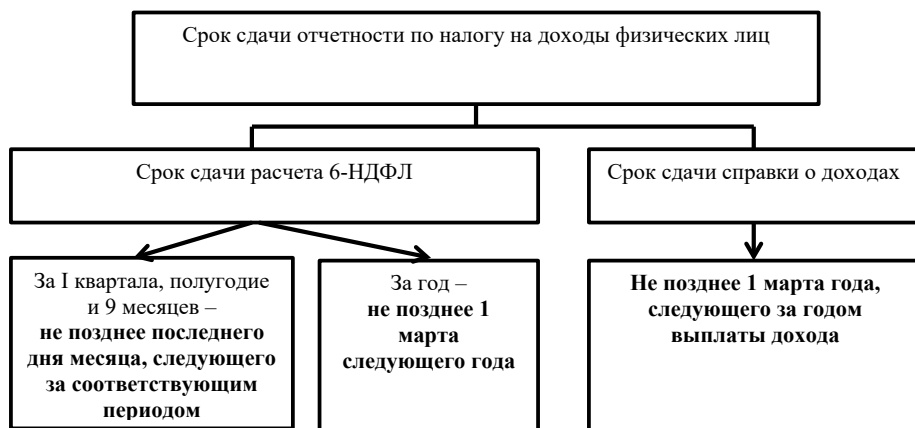 Срок сдачи отчетности по налогу на доходы физических лиц
Срок сдачи расчета 6-НДФЛ
Срок сдачи справки о доходах
За I квартала, полугодие
и 9 месяцев –
не позднее последнего
дня месяца, следующего
за соответствующим
периодом
За год –
не позднее 1
марта
следующего года
Не позднее 1 марта года,
следующего за годом
выплаты дохода